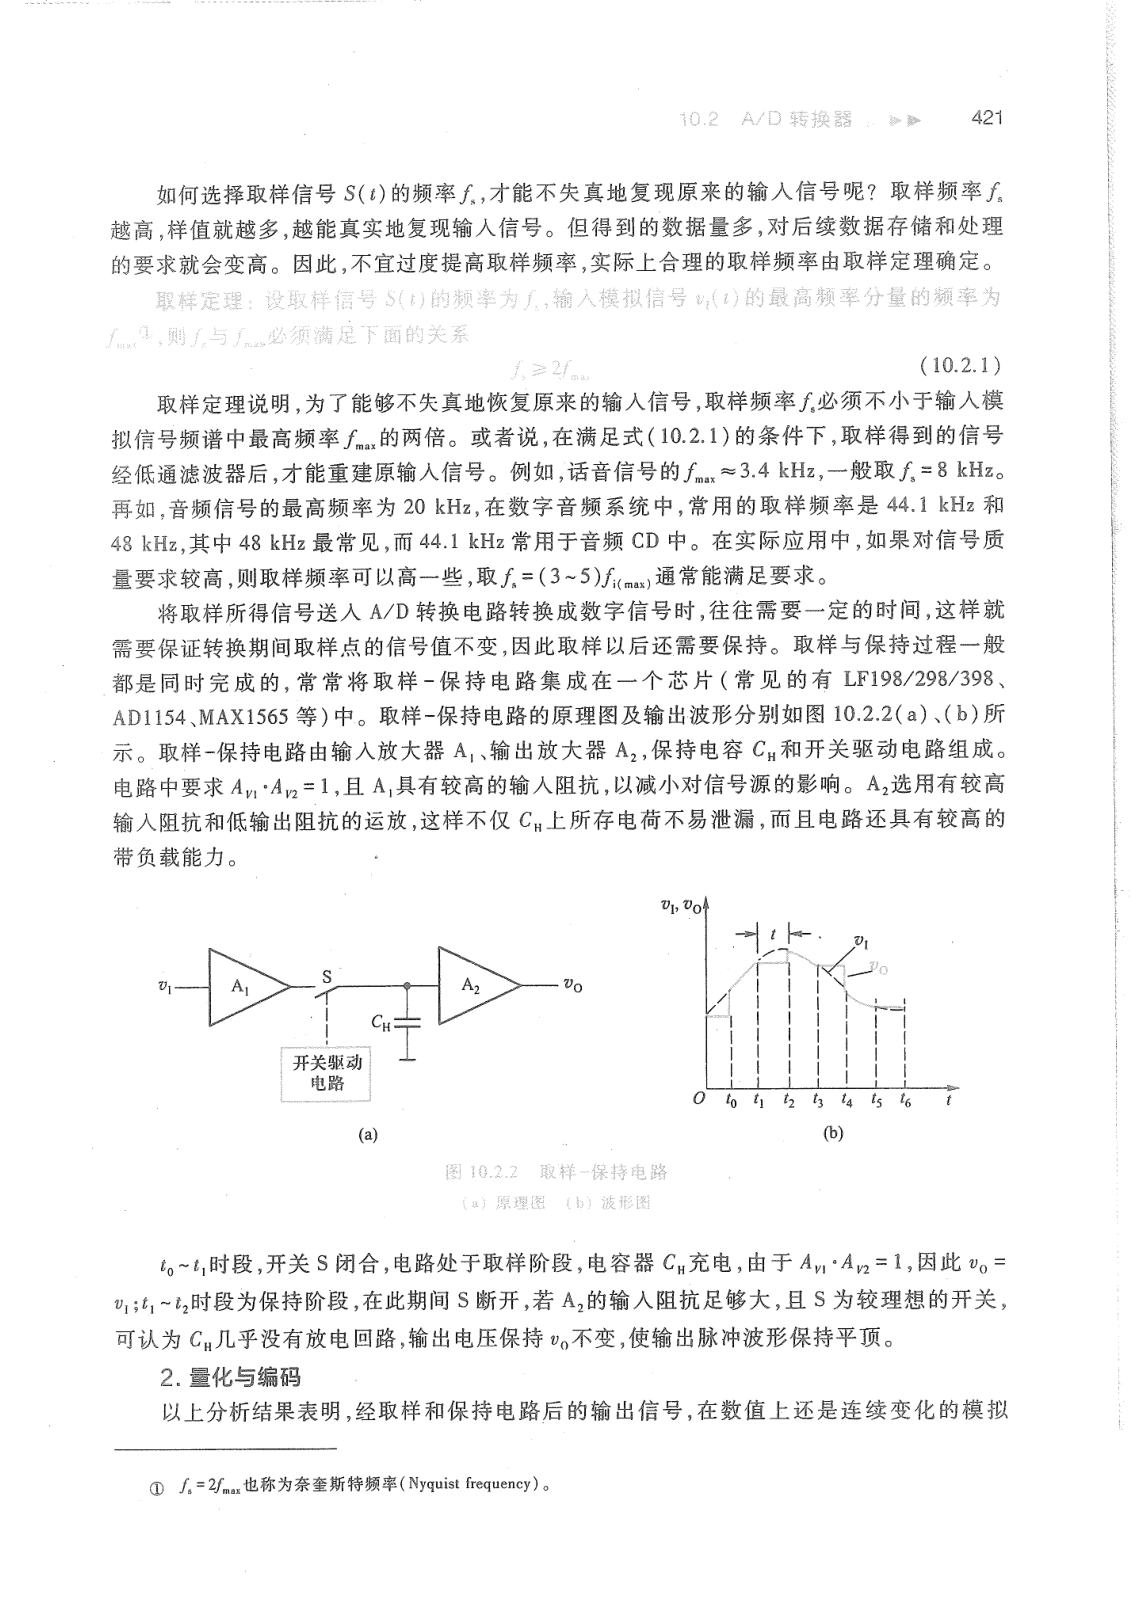 10.2 A/D 转换器 ▶▶ 421
如何选择取样信号 S(t)的频率 fs,才能不失真地复现原来的输入信号呢? 取样频率 fs
越高,样值就越多,越能真实地复现输入信号。但得到的数据量多,对后续数据存储和处理
的要求就会变高。因此,不宜过度提高取样频率,实际上合理的取样频率由取样定理确定。
取样定理: 设取样信号 S(t)的频率为 fs,输入模拟信号 vI(t)的最高频率分量的频率为
fmax①,则 fs与 fmax必须满足下面的关系
fs≥2fmax (10.2.1)
取样定理说明,为了能够不失真地恢复原来的输入信号,取样频率 fs必须不小于输入模
拟信号频谱中最高频率 fmax的两倍。或者说,在满足式(10.2.1)的条件下,取样得到的信号
经低通滤波器后,才能重建原输入信号。例如,话音信号的 fmax≈3.4 kHz,一般取 fs=8 kHz。
再如,音频信号的最高频率为 20 kHz,在数字音频系统中,常用的取样频率是 44.1 kHz 和
48 kHz,其中 48 kHz 最常见,而 44.1 kHz 常用于音频 CD 中。在实际应用中,如果对信号质
量要求较高,则取样频率可以高一些,取 fs=(3~5)fi(max)通常能满足要求。
将取样所得信号送入 A/D 转换电路转换成数字信号时,往往需要一定的时间,这样就
需要保证转换期间取样点的信号值不变,因此取样以后还需要保持。取样与保持过程一般
都是同时完成的,常常将取样-保持电路集成在一个芯片(常见的有 LF198/298/398、
AD1154、MAX1565 等)中。取样-保持电路的原理图及输出波形分别如图 10.2.2(a)、(b)所
示。取样-保持电路由输入放大器 A1、输出放大器 A2,保持电容 CH和开关驱动电路组成。
电路中要求 AV1·AV2=1,且 A1具有较高的输入阻抗,以减小对信号源的影响。A2选用有较高
输入阻抗和低输出阻抗的运放,这样不仅 CH上所存电荷不易泄漏,而且电路还具有较高的
带负载能力。
vI A1 S CH A2 vO
开关驱动
电路
(a)
vI, vO
t
vI
vO
O t0 t1 t2 t3 t4 t5 t6 t
(b)
图 10.2.2 取样-保持电路
(a) 原理图 (b) 波形图
t0~t1时段,开关 S 闭合,电路处于取样阶段,电容器 CH充电,由于 AV1·AV2=1,因此 vO=
vI;t1~t2时段为保持阶段,在此期间 S 断开,若 A2的输入阻抗足够大,且 S 为较理想的开关,
可认为 CH几乎没有放电回路,输出电压保持 vO不变,使输出脉冲波形保持平顶。
2. 量化与编码
以上分析结果表明,经取样和保持电路后的输出信号,在数值上还是连续变化的模拟
① fs=2fmax也称为奈奎斯特频率(Nyquist frequency)。